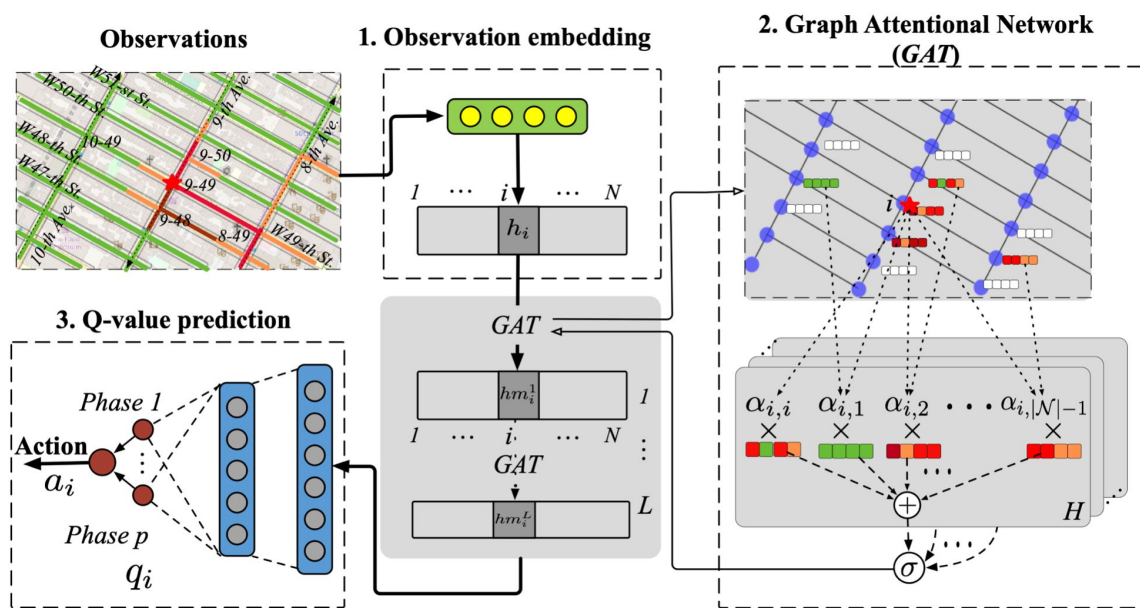 Observations
W52-st St.
W50-th St.
W48-th St.
W47-th St.
10-49
9-th Ave.
8-th Ave.
9-50
9-49
9-48
8-49
W49-th St.
10-th Ave.
1. Observation embedding
1 ··· i ··· N
h_i
GAT
hm_i^1
1
1 ··· i ··· N
GAT
hm_i^L
L
2. Graph Attentional Network
(GAT)
i
α_{i,i} α_{i,1} α_{i,2} ···· α_{i,|𝒩|-1}
× × × ×
····
+
H
σ
····
3. Q-value prediction
Phase 1
Action
a_i
Phase p
q_i